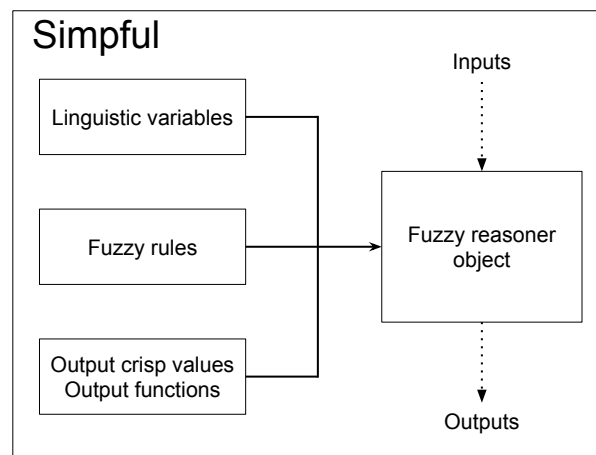 Simpful
Linguistic variables
Fuzzy rules
Output crisp values
Output functions
Inputs
Fuzzy reasoner
object
Outputs